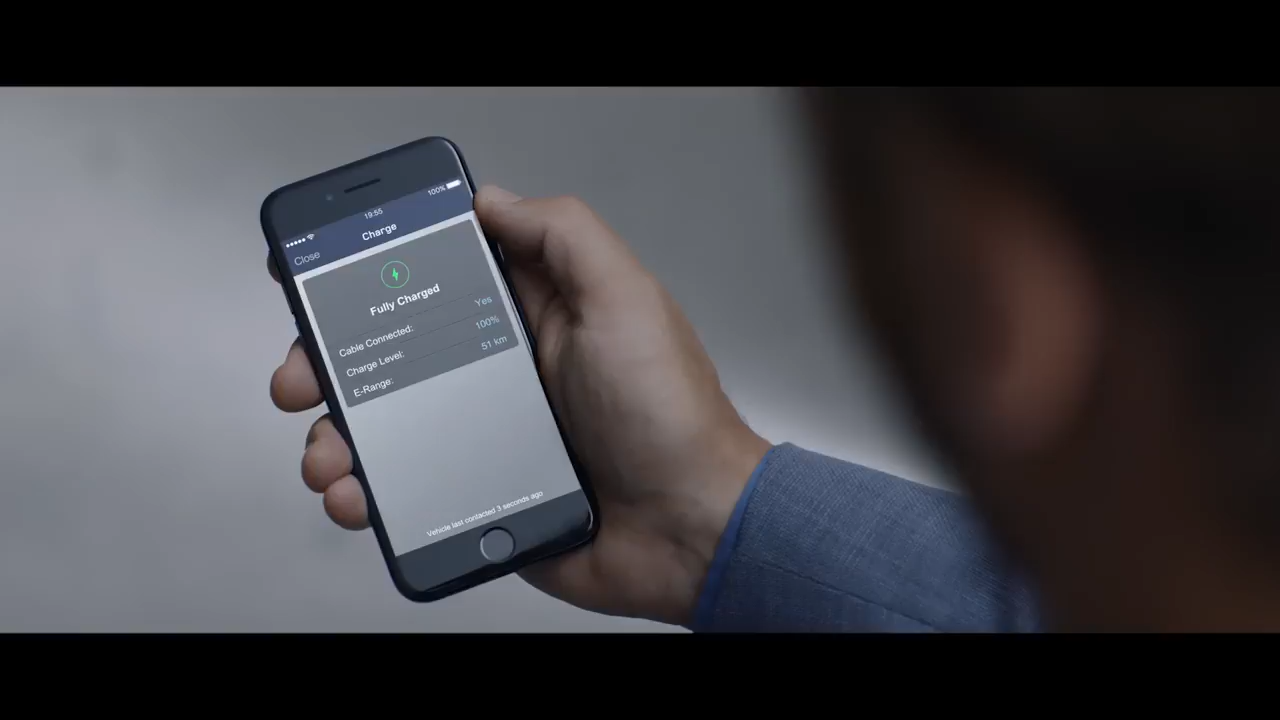 100%
19:55
Charge
Close
Fully Charged
Cable Connected: Yes
Charge Level: 100%
E-Range: 51 km
Vehicle last contacted 3 seconds ago